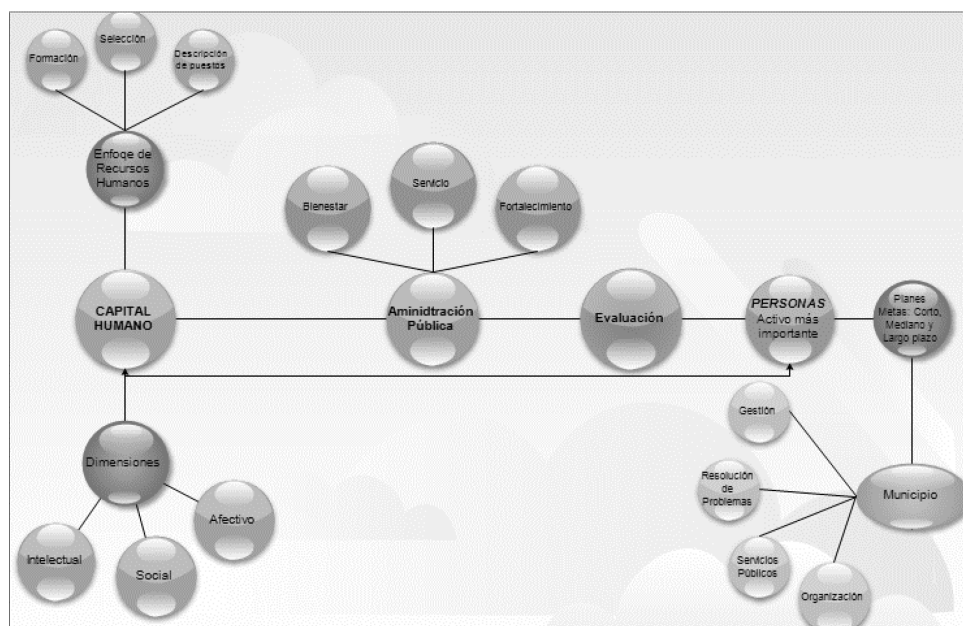 Formación
Selección
Descripción
de puestos
Enfoqe de
Recursos
Humanos
Bienestar
Servicio
Fortalecimiento
CAPITAL
HUMANO
Aminidtración
Pública
Evaluación
PERSONAS
Activo más
importante
Planes
Metas: Corto,
Mediano y
Largo plazo
Dimensiones
Intelectual
Social
Afectivo
Gestión
Resolución
de
Problemas
Servicios
Públicos
Organización
Municipio